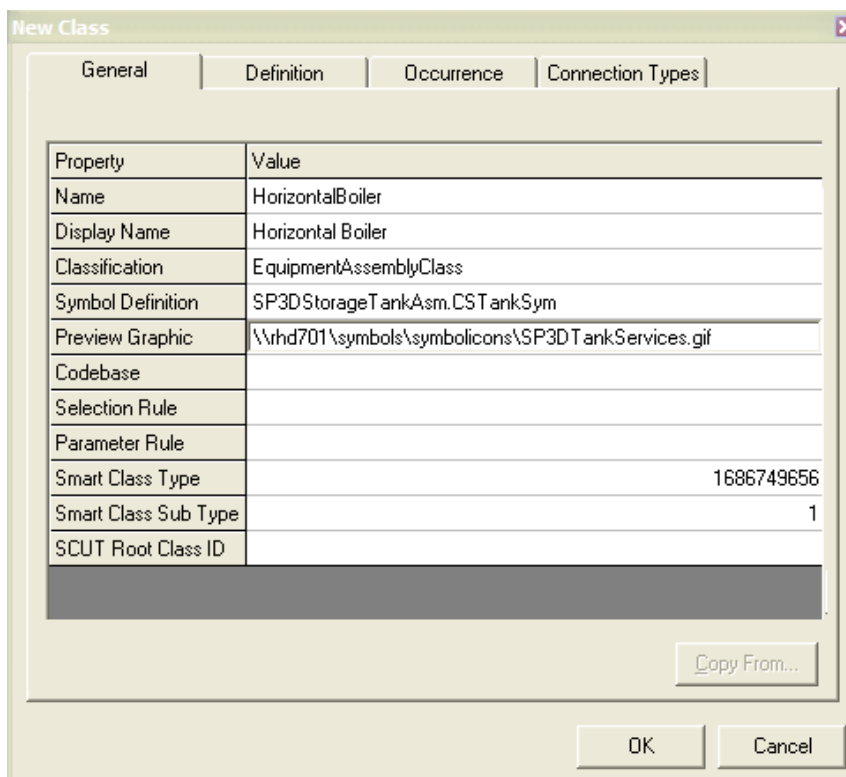 New Class
General Definition Occurrence Connection Types
Property Value
Name HorizontalBoiler
Display Name Horizontal Boiler
Classification EquipmentAssemblyClass
Symbol Definition SP3DStorageTankAsm.CSTankSym
Preview Graphic \\rhd701\symbols\symbolicons\SP3DTankServices.gif
Codebase
Selection Rule
Parameter Rule
Smart Class Type 1686749656
Smart Class Sub Type 1
SCUT Root Class ID
Copy From...
OK Cancel